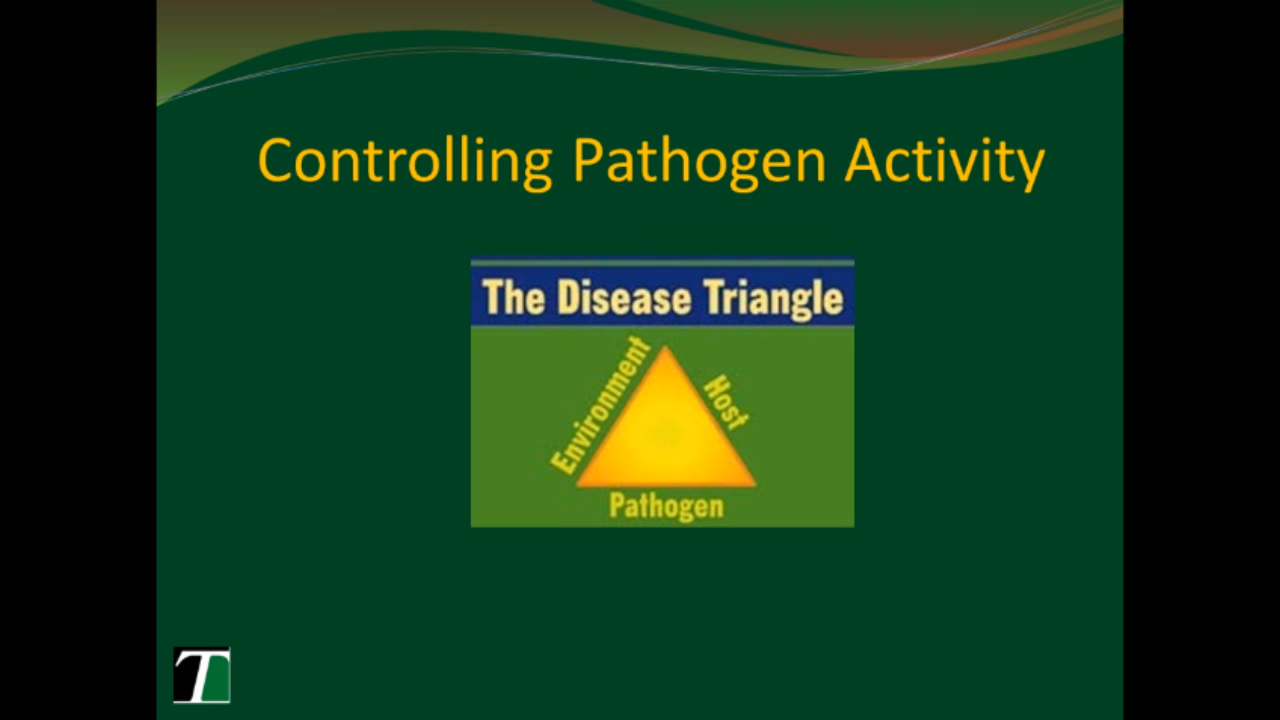 Controlling Pathogen Activity
The Disease Triangle
Environment
Host
Pathogen
T